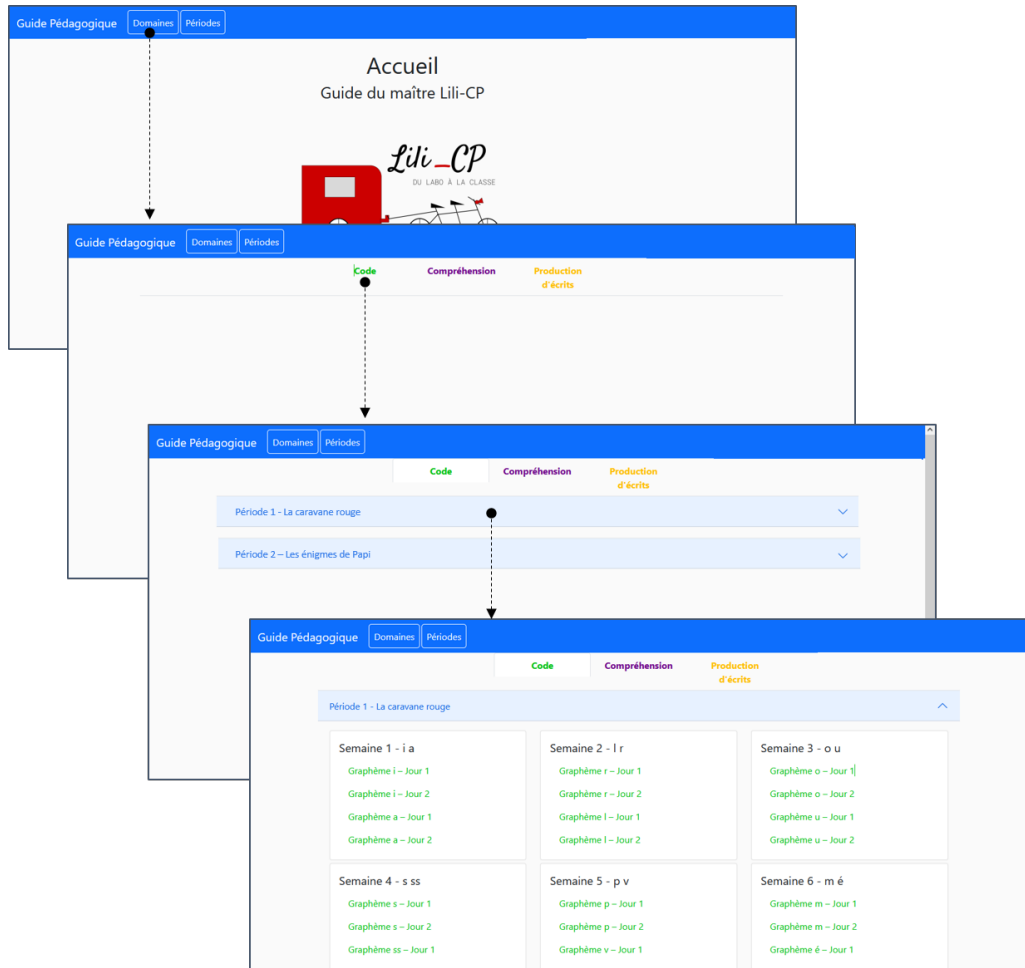 Guide Pédagogique Domaines Périodes
Accueil
Guide du maître Lili-CP
Lili_CP
DU LABO À LA CLASSE
Guide Pédagogique Domaines Périodes
Code Compréhension Production
d'écrits
Guide Pédagogique Domaines Périodes
Code Compréhension Production
d'écrits
Période 1 - La caravane rouge
Période 2 – Les énigmes de Papi
Guide Pédagogique Domaines Périodes
Code Compréhension Production
d'écrits
Période 1 - La caravane rouge
Semaine 1 - i a
Graphème i – Jour 1
Graphème i – Jour 2
Graphème a – Jour 1
Graphème a – Jour 2
Semaine 2 - l r
Graphème r – Jour 1
Graphème r – Jour 2
Graphème l – Jour 1
Graphème l – Jour 2
Semaine 3 - o u
Graphème o – Jour 1
Graphème o – Jour 2
Graphème u – Jour 1
Graphème u – Jour 2
Semaine 4 - s ss
Graphème s – Jour 1
Graphème s – Jour 2
Graphème ss – Jour 1
Semaine 5 - p v
Graphème p – Jour 1
Graphème p – Jour 2
Graphème v – Jour 1
Semaine 6 - m é
Graphème m – Jour 1
Graphème m – Jour 2
Graphème é – Jour 1